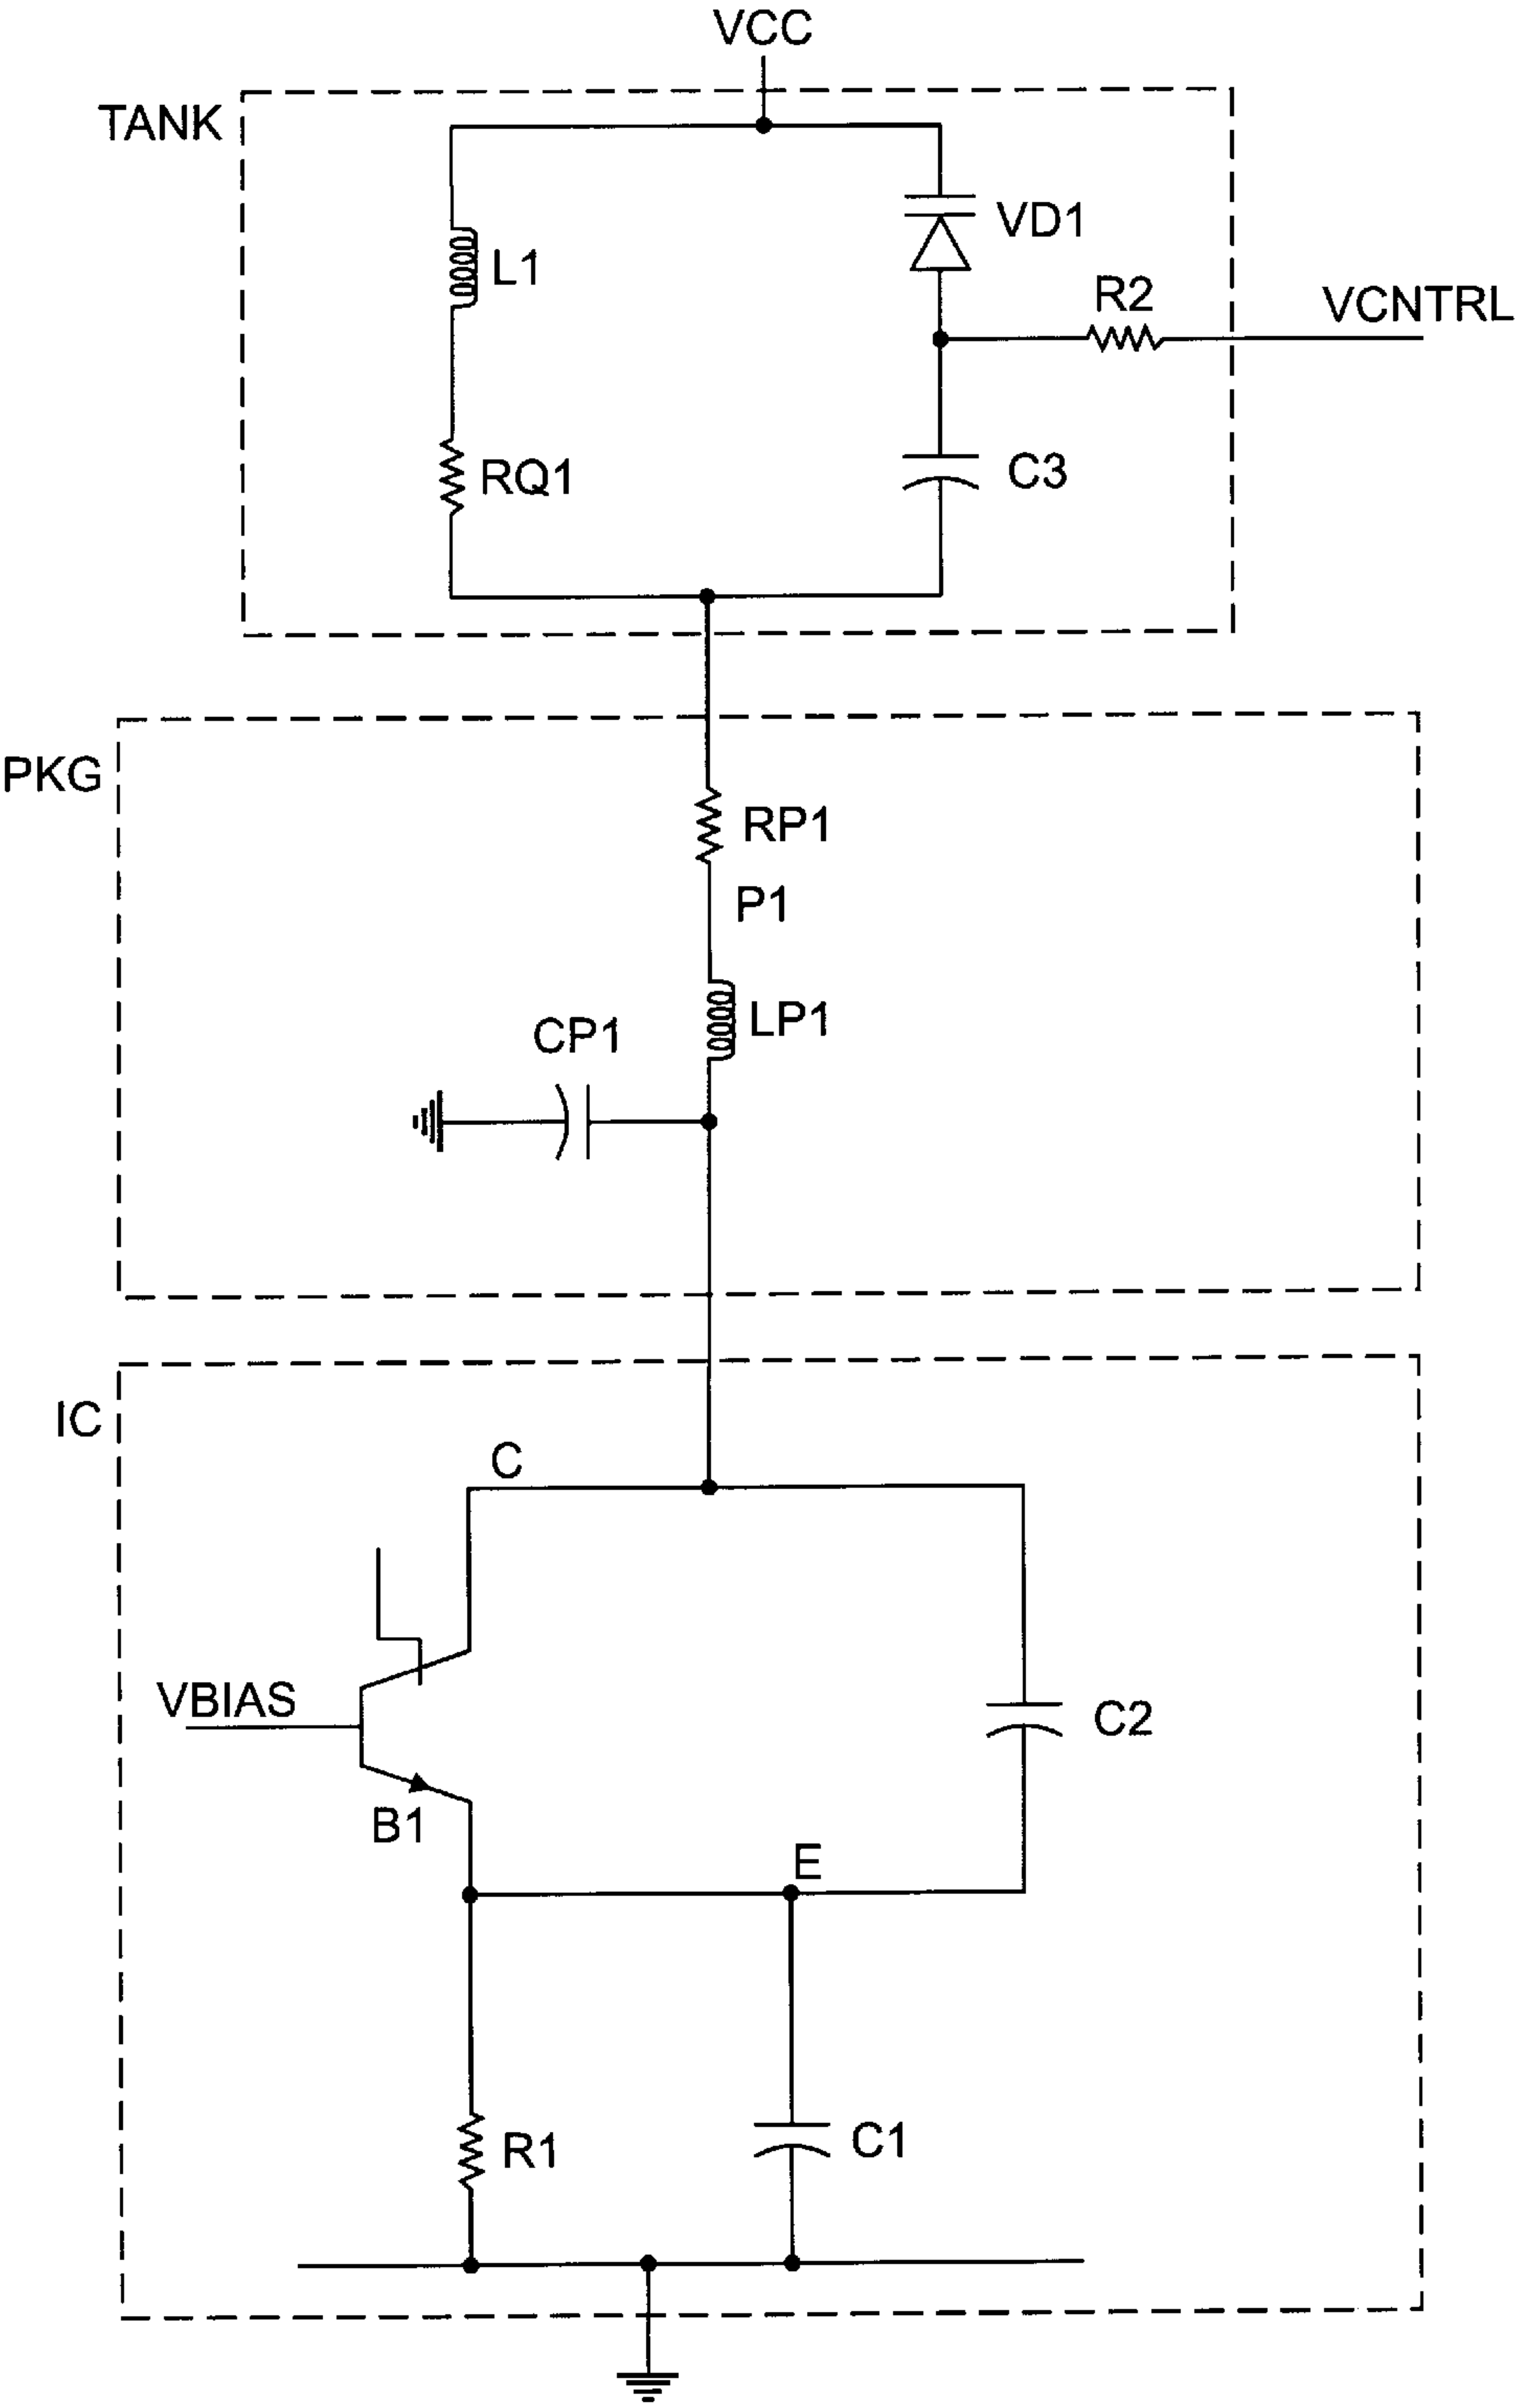 VCC
TANK
VD1
L1
R2
VCNTRL
RQ1
C3
PKG
RP1
P1
LP1
CP1
IC
C
VBIAS
C2
B1
E
R1
C1